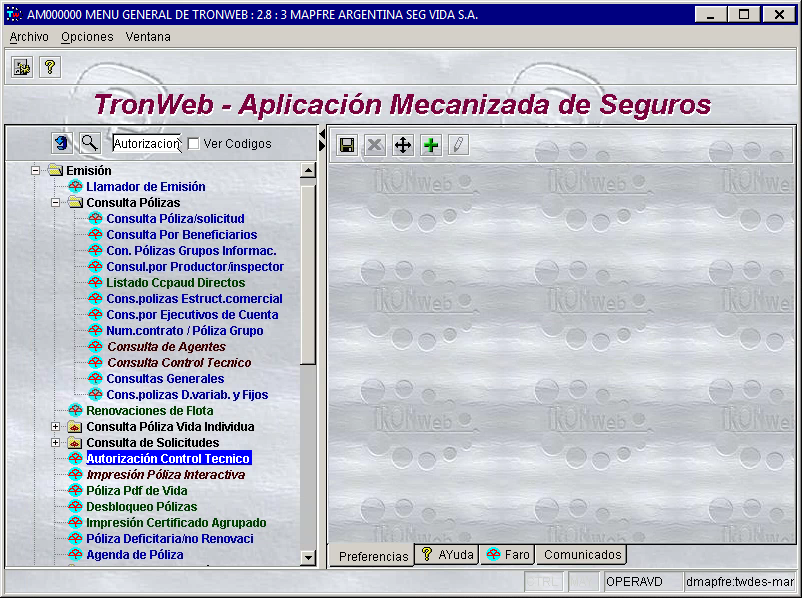 AM000000 MENU GENERAL DE TRONWEB : 2.8 : 3 MAPFRE ARGENTINA SEG VIDA S.A.
Archivo Opciones Ventana
TronWeb - Aplicación Mecanizada de Seguros
Autorizacion Ver Codigos
Emisión
Llamador de Emisión
Consulta Pólizas
Consulta Póliza/solicitud
Consulta Por Beneficiarios
Con. Pólizas Grupos Informac.
Consul.por Productor/inspector
Listado Ccpaud Directos
Cons.polizas Estruct.comercial
Cons.por Ejecutivos de Cuenta
Num.contrato / Póliza Grupo
Consulta de Agentes
Consulta Control Tecnico
Consultas Generales
Cons.polizas D.variab. y Fijos
Renovaciones de Flota
Consulta Póliza Vida Individua
Consulta de Solicitudes
Autorización Control Tecnico
Impresión Póliza Interactiva
Póliza Pdf de Vida
Desbloqueo Pólizas
Impresión Certificado Agrupado
Póliza Deficitaria/no Renovaci
Agenda de Póliza
Preferencias AYuda Faro Comunicados
CTRL OPERAVD dmapfre:twdes-mar